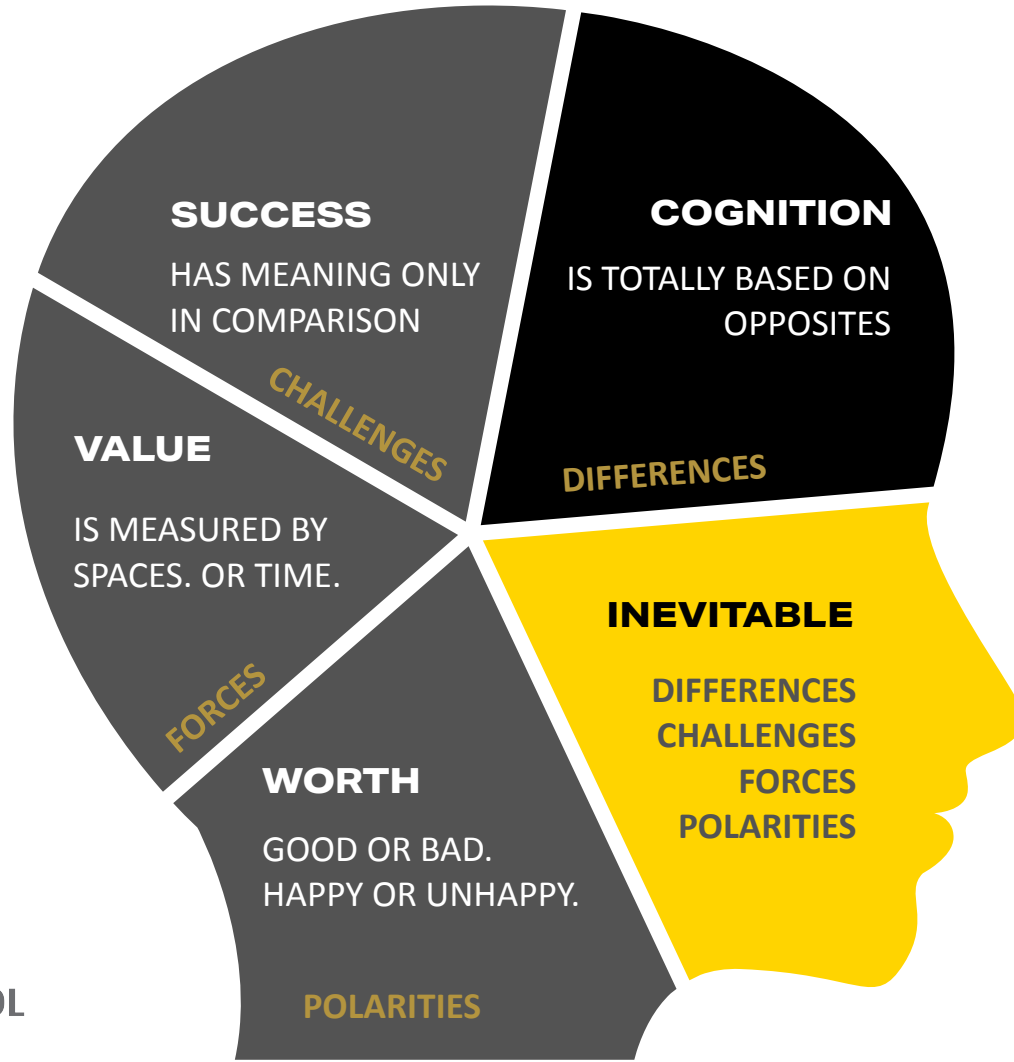 SUCCESS
HAS MEANING ONLY
IN COMPARISON
CHALLENGES
COGNITION
IS TOTALLY BASED ON
OPPOSITES
DIFFERENCES
VALUE
IS MEASURED BY
SPACES. OR TIME.
FORCES
INEVITABLE
DIFFERENCES
CHALLENGES
FORCES
POLARITIES
WORTH
GOOD OR BAD.
HAPPY OR UNHAPPY.
POLARITIES